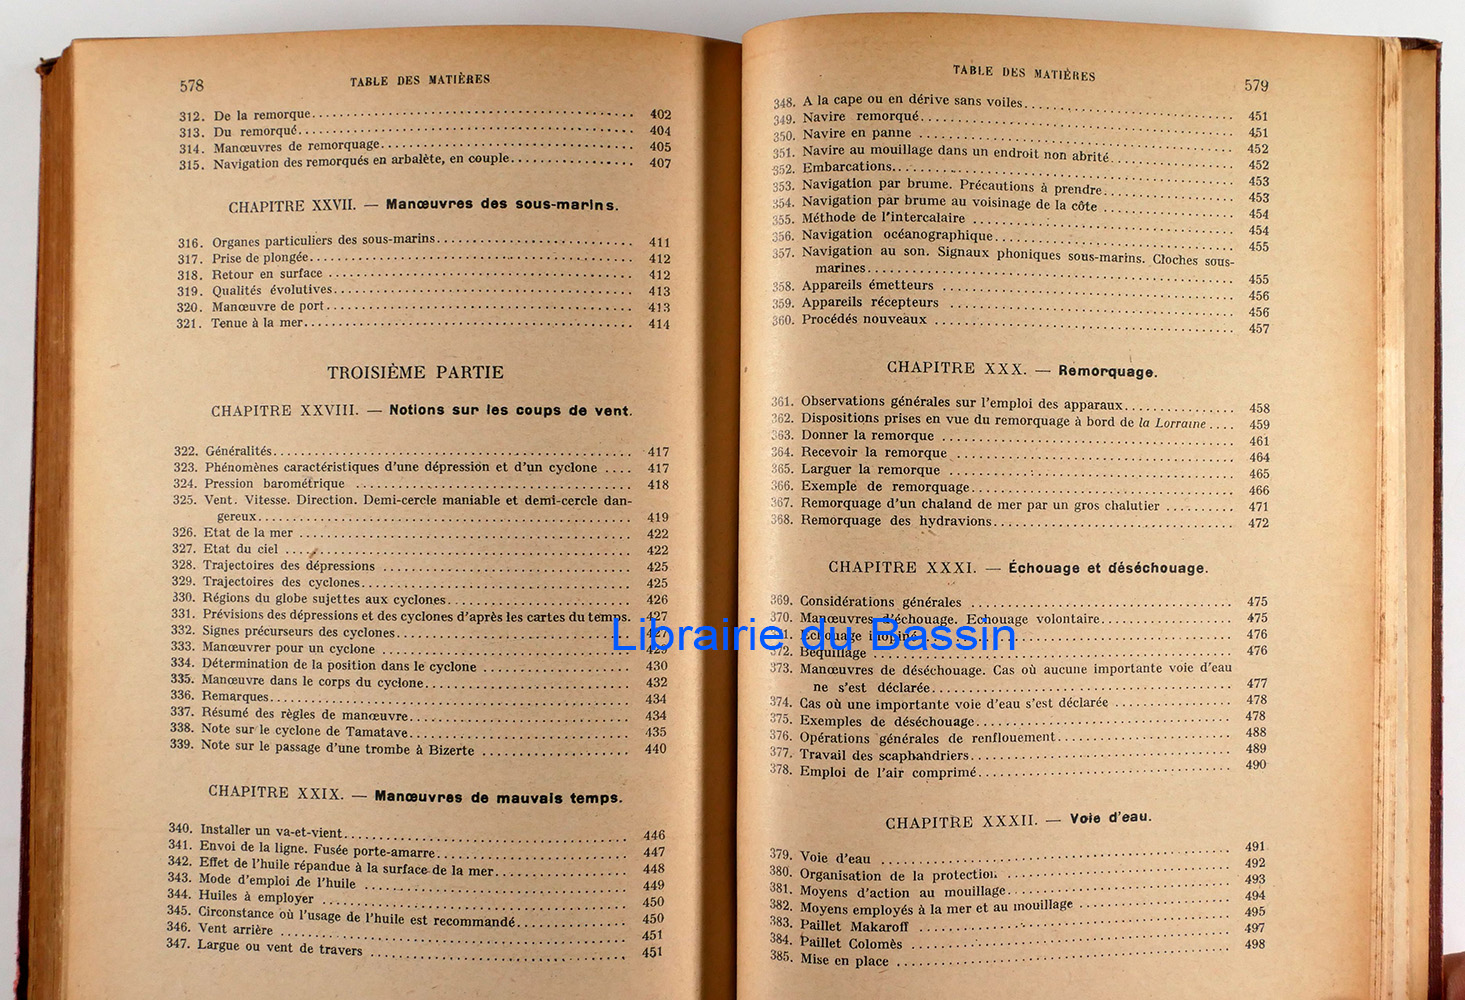 578 TABLE DES MATIÈRES
312. De la remorque.................... 402
313. Du remorqué.................... 404
314. Manœuvres de remorquage.................... 405
315. Navigation des remorqués en arbalète, en couple.................... 407
CHAPITRE XXVII. — Manœuvres des sous-marins.
316. Organes particuliers des sous-marins.................... 411
317. Prise de plongée.................... 412
318. Retour en surface .................... 412
319. Qualités évolutives.................... 413
320. Manœuvre de port.................... 413
321. Tenue à la mer.................... 414
TROISIÈME PARTIE
CHAPITRE XXVIII. — Notions sur les coups de vent.
322. Généralités.................... 417
323. Phénomènes caractéristiques d'une dépression et d'un cyclone .... 417
324. Pression barométrique .................... 418
325. Vent. Vitesse. Direction. Demi-cercle maniable et demi-cercle dan-
gereux.................... 419
326. Etat de la mer .................... 422
327. Etat du ciel .................... 422
328. Trajectoires des dépressions .................... 425
329. Trajectoires des cyclones.................... 425
330. Régions du globe sujettes aux cyclones.................... 426
331. Prévisions des dépressions et des cyclones d'après les cartes du temps. 427
332. Signes précurseurs des cyclones.................... 427
333. Manœuvrer pour un cyclone .................... 429
334. Détermination de la position dans le cyclone .................... 430
335. Manœuvre dans le corps du cyclone.................... 432
336. Remarques.................... 434
337. Résumé des règles de manœuvre.................... 434
338. Note sur le cyclone de Tamatave.................... 435
339. Note sur le passage d'une trombe à Bizerte .................... 440
CHAPITRE XXIX. — Manœuvres de mauvais temps.
340. Installer un va-et-vient.................... 446
341. Envoi de la ligne. Fusée porte-amarre.................... 447
342. Effet de l'huile répandue à la surface de la mer.................... 448
343. Mode d'emploi de l'huile .................... 449
344. Huiles à employer .................... 450
345. Circonstance où l'usage de l'huile est recommandé.................... 450
346. Vent arrière .................... 451
347. Largue ou vent de travers .................... 451
TABLE DES MATIÈRES 579
348. A la cape ou en dérive sans voiles.................... 451
349. Navire remorqué.................... 451
350. Navire en panne .................... 452
351. Navire au mouillage dans un endroit non abrité.................... 452
352. Embarcations.................... 453
353. Navigation par brume. Précautions à prendre.................... 453
354. Navigation par brume au voisinage de la côte .................... 454
355. Méthode de l'intercalaire .................... 454
356. Navigation océanographique.................... 455
357. Navigation au son. Signaux phoniques sous-marins. Cloches sous-
marines.................... 455
358. Appareils émetteurs .................... 456
359. Appareils récepteurs .................... 456
360. Procédés nouveaux .................... 457
CHAPITRE XXX. — Remorquage.
361. Observations générales sur l'emploi des apparaux.................... 458
362. Dispositions prises en vue du remorquage à bord de la Lorraine .... 459
363. Donner la remorque .................... 461
364. Recevoir la remorque .................... 464
365. Larguer la remorque .................... 465
366. Exemple de remorquage.................... 466
367. Remorquage d'un chaland de mer par un gros chalutier .......... 471
368. Remorquage des hydravions.................... 472
CHAPITRE XXXI. — Échouage et déséchouage.
369. Considérations générales .................... 475
370. Manœuvres d'échouage. Echouage volontaire.................... 475
371. Echouage inopiné.................... 476
372. Béquillage .................... 476
373. Manœuvres de déséchouage. Cas où aucune importante voie d'eau
ne s'est déclarée.................... 477
374. Cas où une importante voie d'eau s'est déclarée .................... 478
375. Exemples de déséchouage.................... 478
376. Opérations générales de renflouement.................... 488
377. Travail des scaphandriers.................... 489
378. Emploi de l'air comprimé.................... 490
CHAPITRE XXXII. — Voie d'eau.
379. Voie d'eau .................... 491
380. Organisation de la protection .................... 492
381. Moyens d'action au mouillage.................... 493
382. Moyens employés à la mer et au mouillage .................... 494
383. Paillet Makaroff .................... 495
384. Paillet Colomès .................... 497
385. Mise en place .................... 498
Librairie du Bassin